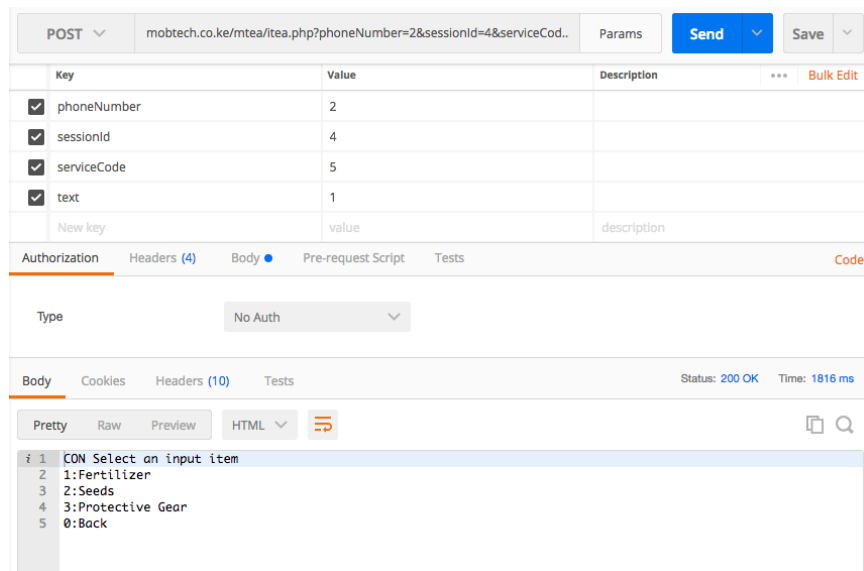 POST mobtech.co.ke/mtea/itea.php?phoneNumber=2&sessionId=4&serviceCod.. Params Send Save
Key Value Description ••• Bulk Edit
phoneNumber 2
sessionId 4
serviceCode 5
text 1
New key value description
Authorization Headers (4) Body Pre-request Script Tests Code
Type No Auth
Body Cookies Headers (10) Tests Status: 200 OK Time: 1816 ms
Pretty Raw Preview HTML
i 1 CON Select an input item
2 1:Fertilizer
3 2:Seeds
4 3:Protective Gear
5 0:Back